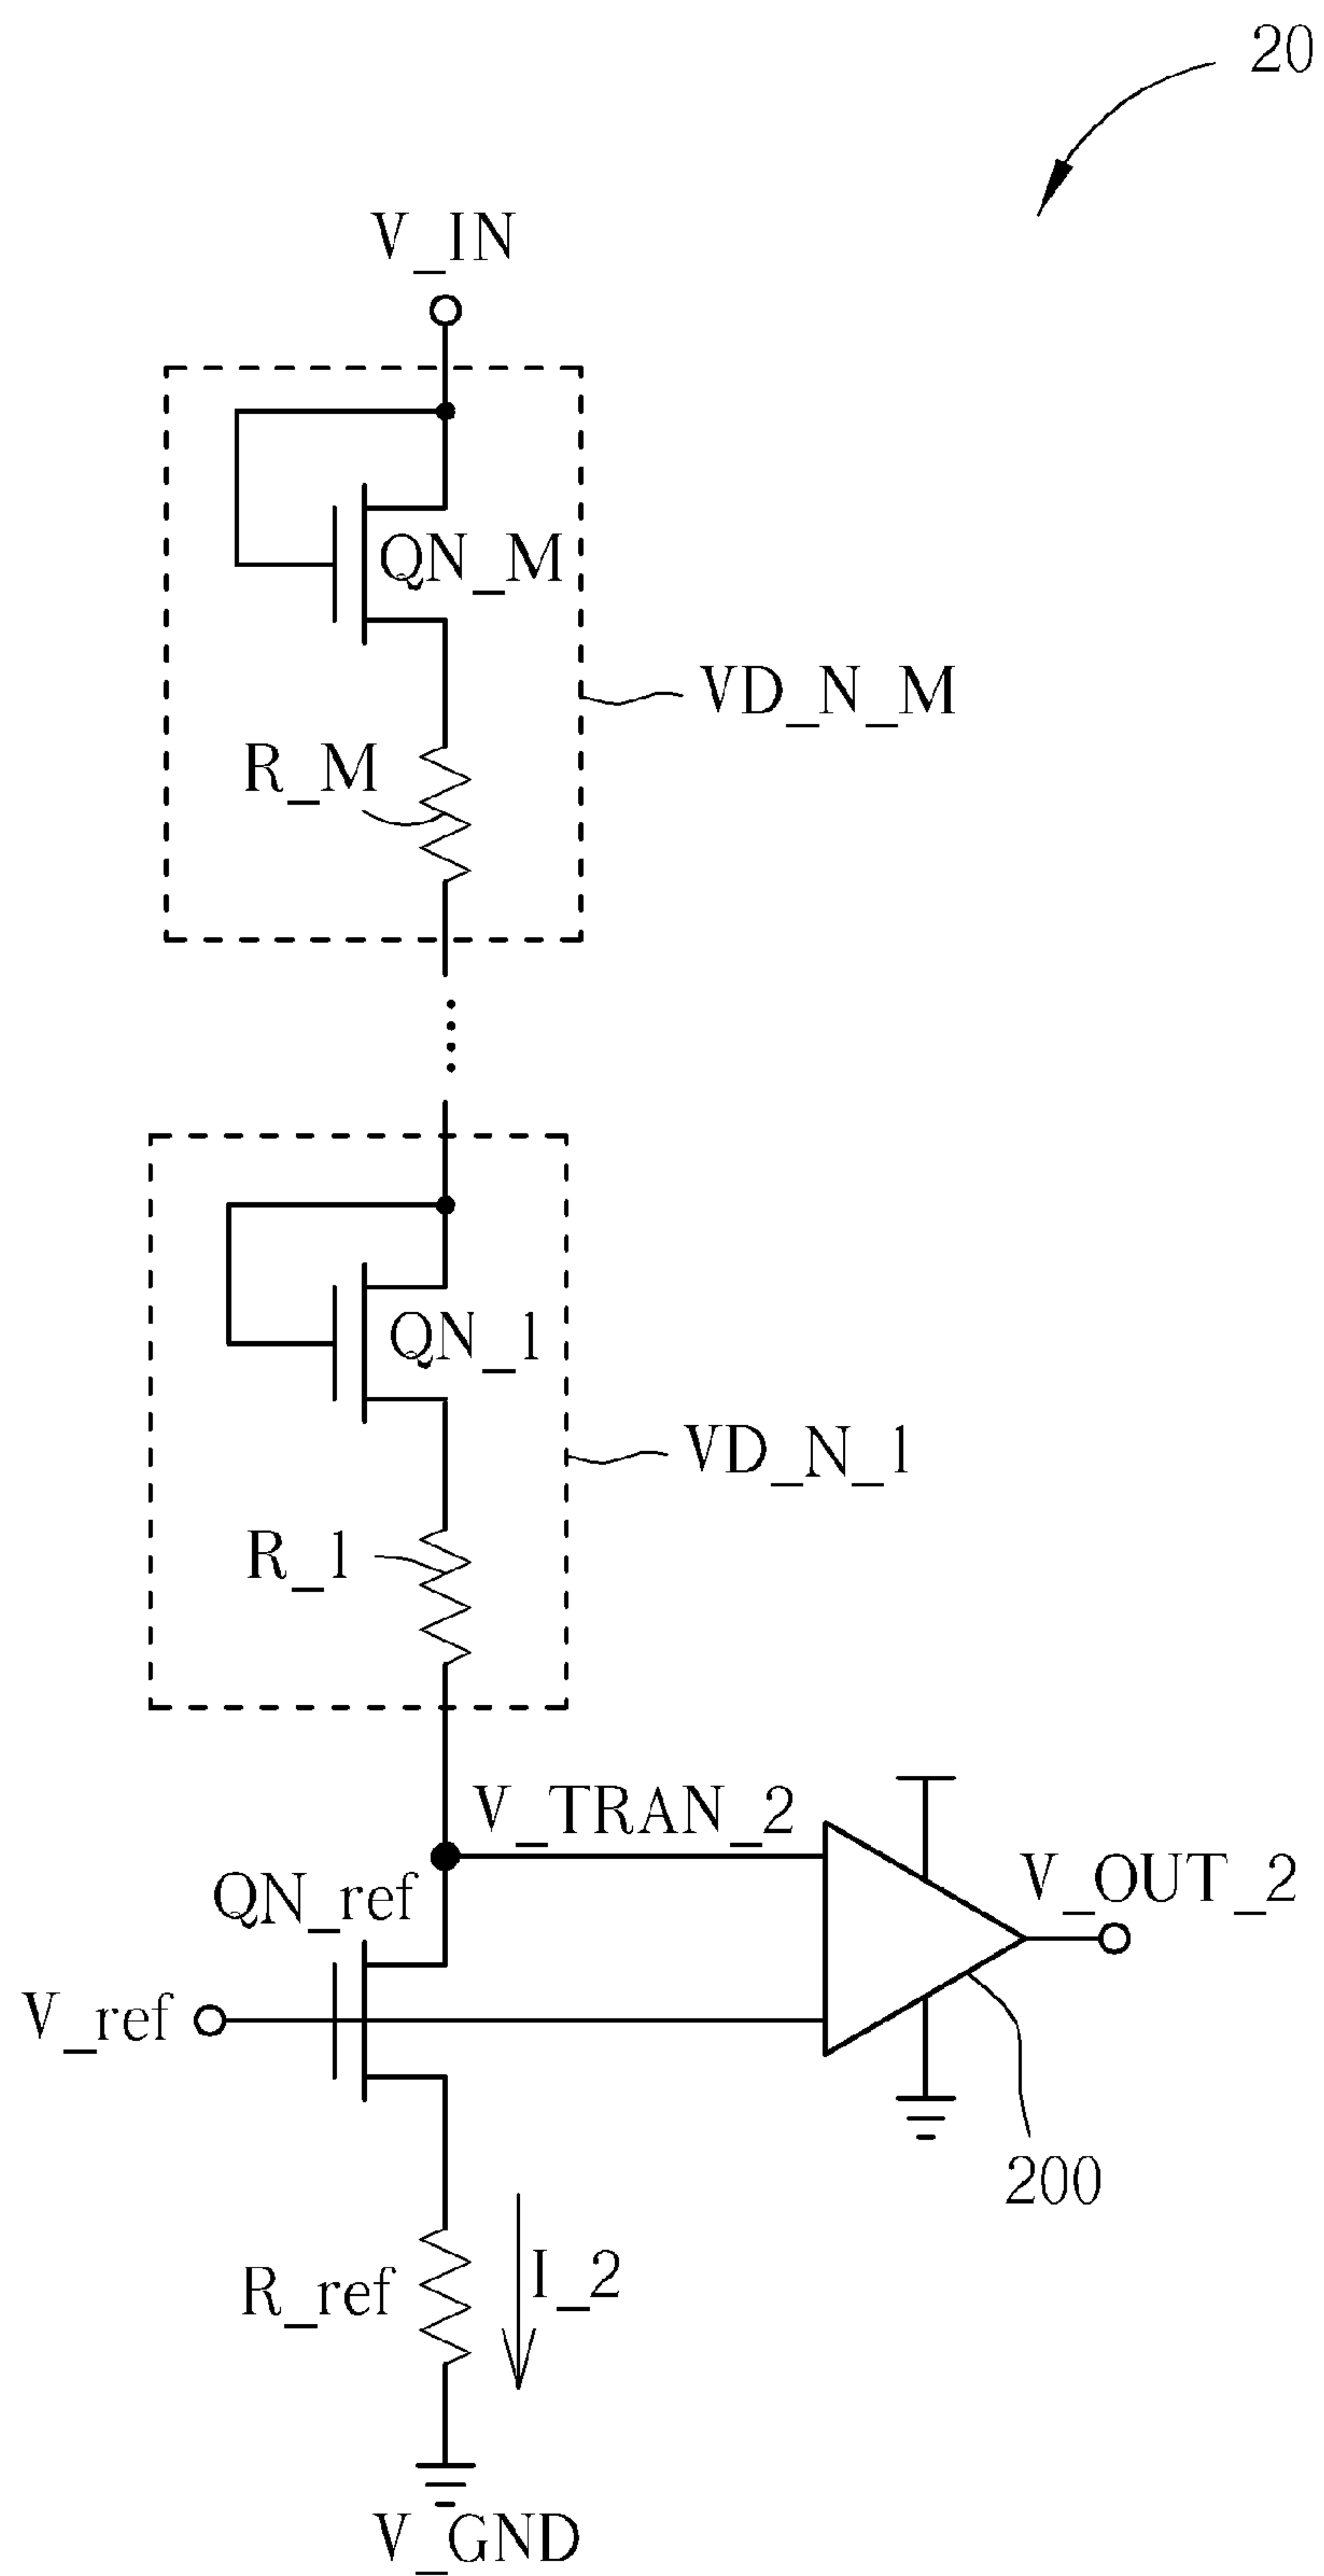 20
V_IN
QN_M
VD_N_M
R_M
QN_1
VD_N_1
R_1
V_TRAN_2
QN_ref
V_OUT_2
V_ref
200
R_ref
I_2
V_GND